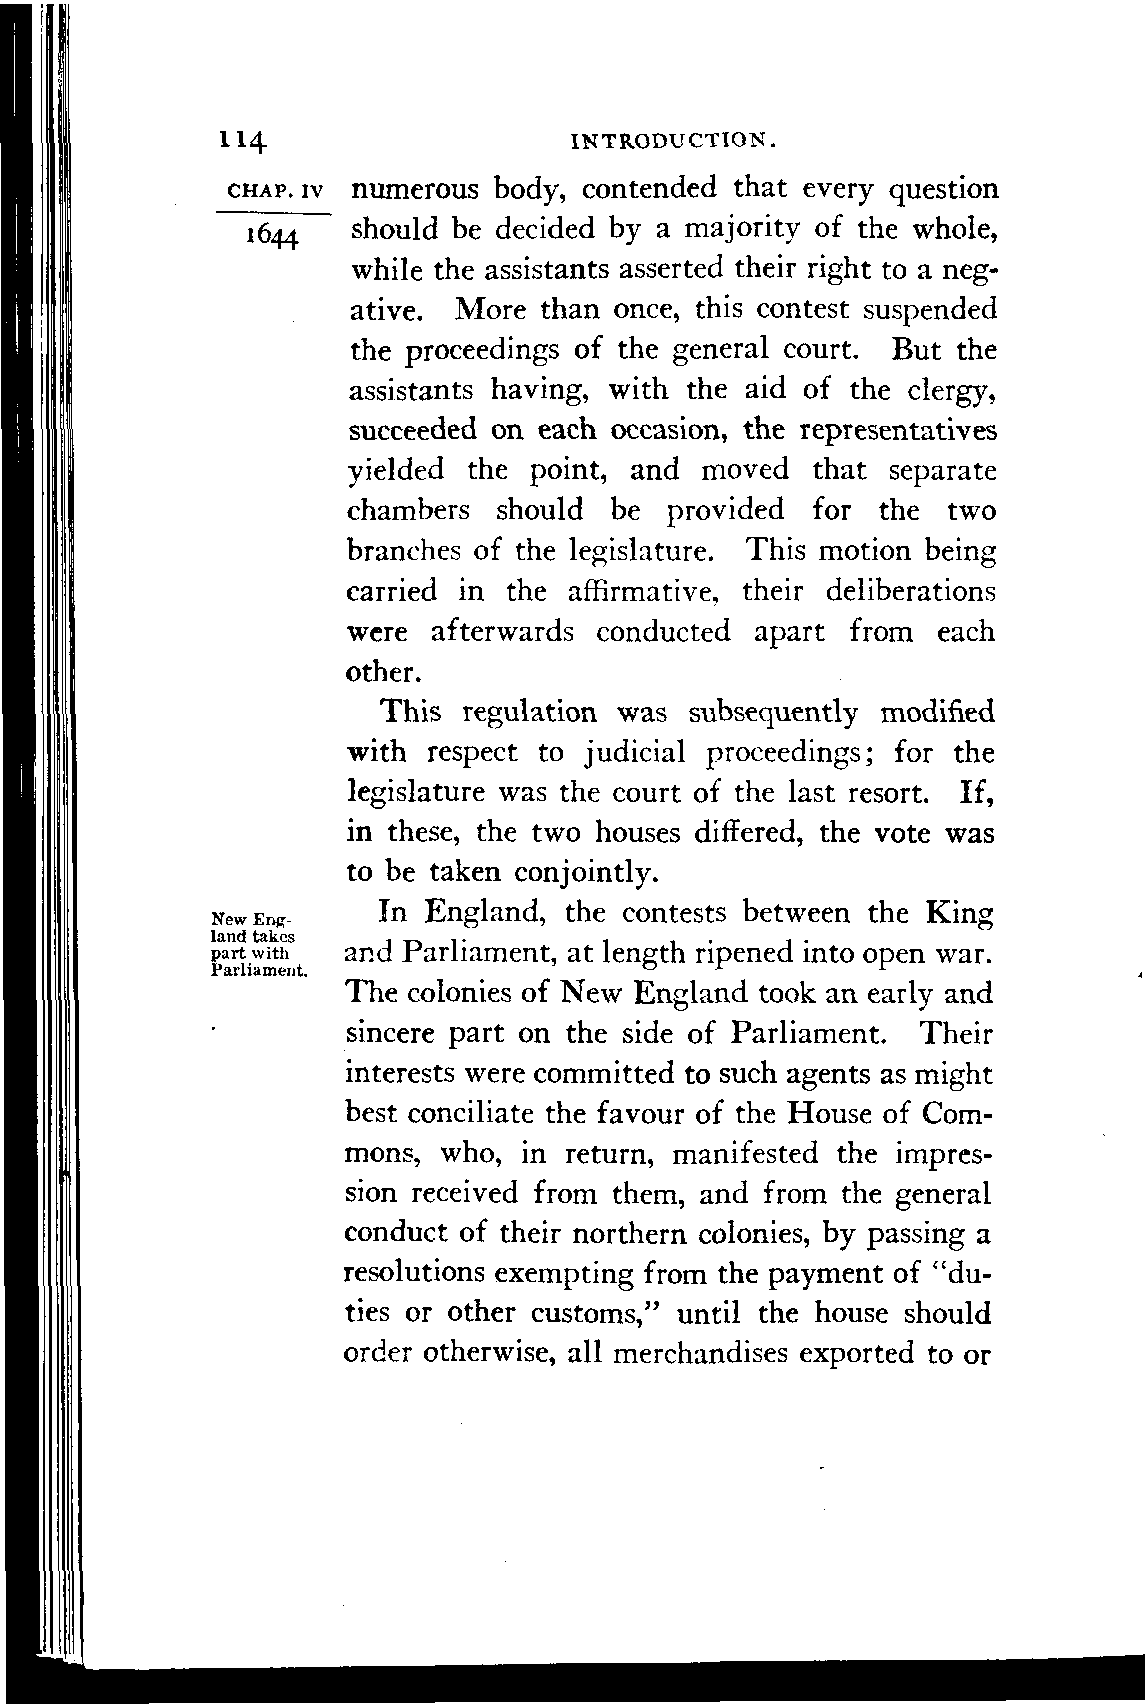 114 INTRODUCTION.
CHAP. IV numerous body, contended that every question
1644 should be decided by a majority of the whole,
while the assistants asserted their right to a neg-
ative. More than once, this contest suspended
the proceedings of the general court. But the
assistants having, with the aid of the clergy,
succeeded on each occasion, the representatives
yielded the point, and moved that separate
chambers should be provided for the two
branches of the legislature. This motion being
carried in the affirmative, their deliberations
were afterwards conducted apart from each
other.
This regulation was subsequently modified
with respect to judicial proceedings; for the
legislature was the court of the last resort. If,
in these, the two houses differed, the vote was
to be taken conjointly.
New Eng-
land takes
part with
Parliament.
In England, the contests between the King
and Parliament, at length ripened into open war.
The colonies of New England took an early and
sincere part on the side of Parliament. Their
interests were committed to such agents as might
best conciliate the favour of the House of Com-
mons, who, in return, manifested the impres-
sion received from them, and from the general
conduct of their northern colonies, by passing a
resolutions exempting from the payment of "du-
ties or other customs," until the house should
order otherwise, all merchandises exported to or